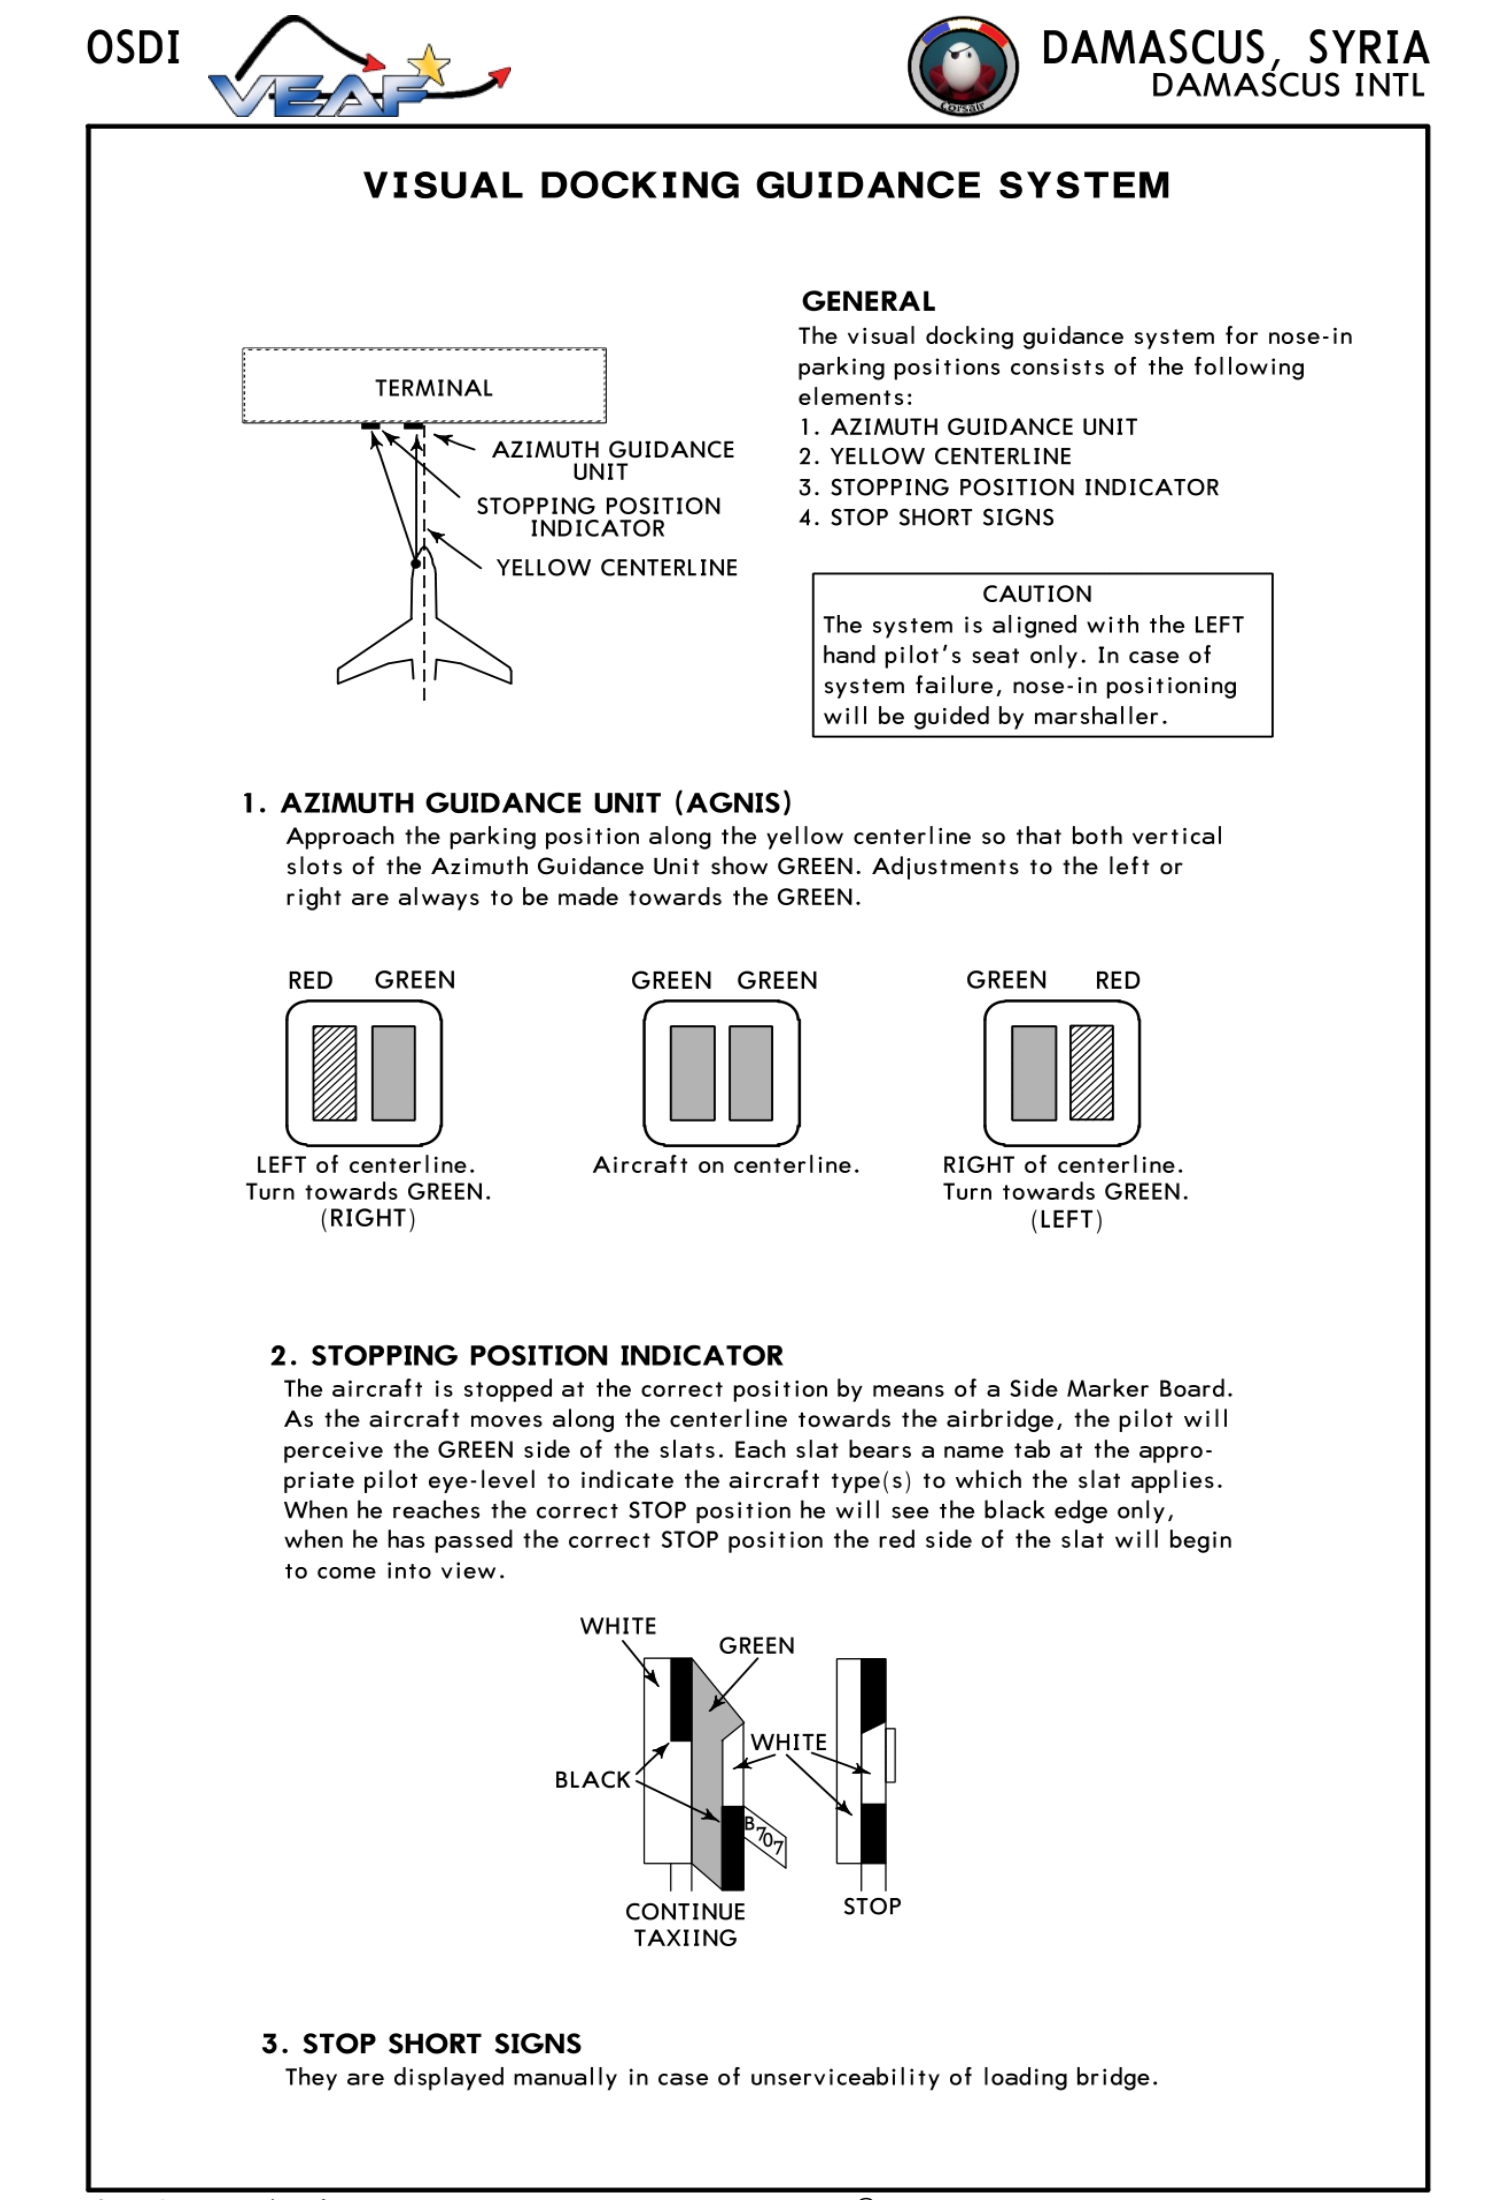 OSDI
VEAF
Corsair
DAMASCUS, SYRIA
DAMASCUS INTL
VISUAL DOCKING GUIDANCE SYSTEM
TERMINAL
AZIMUTH GUIDANCE
UNIT
STOPPING POSITION
INDICATOR
YELLOW CENTERLINE
GENERAL
The visual docking guidance system for nose-in
parking positions consists of the following
elements:
1. AZIMUTH GUIDANCE UNIT
2. YELLOW CENTERLINE
3. STOPPING POSITION INDICATOR
4. STOP SHORT SIGNS
CAUTION
The system is aligned with the LEFT
hand pilot's seat only. In case of
system failure, nose-in positioning
will be guided by marshaller.
1. AZIMUTH GUIDANCE UNIT (AGNIS)
Approach the parking position along the yellow centerline so that both vertical
slots of the Azimuth Guidance Unit show GREEN. Adjustments to the left or
right are always to be made towards the GREEN.
RED GREEN
LEFT of centerline.
Turn towards GREEN.
(RIGHT)
GREEN GREEN
Aircraft on centerline.
GREEN RED
RIGHT of centerline.
Turn towards GREEN.
(LEFT)
2. STOPPING POSITION INDICATOR
The aircraft is stopped at the correct position by means of a Side Marker Board.
As the aircraft moves along the centerline towards the airbridge, the pilot will
perceive the GREEN side of the slats. Each slat bears a name tab at the appro-
priate pilot eye-level to indicate the aircraft type(s) to which the slat applies.
When he reaches the correct STOP position he will see the black edge only,
when he has passed the correct STOP position the red side of the slat will begin
to come into view.
WHITE
GREEN
WHITE
BLACK
B707
CONTINUE
TAXIING
STOP
3. STOP SHORT SIGNS
They are displayed manually in case of unserviceability of loading bridge.